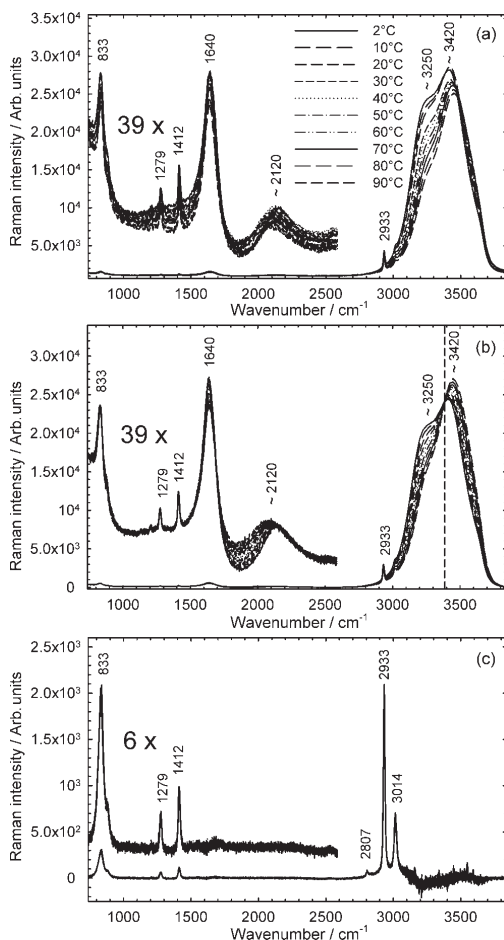 (a)
Raman intensity / Arb. units
3.5x10⁴
3.0x10⁴
2.5x10⁴
2.0x10⁴
1.5x10⁴
10⁴
5.0x10³
833
39 x
1279
1412
1640
~ 2120
2933
~ 3250
~ 3420
2°C
10°C
20°C
30°C
40°C
50°C
60°C
70°C
80°C
90°C
1000 1500 2000 2500 3000 3500
Wavenumber / cm⁻¹
(b)
Raman intensity / Arb. units
3.0x10⁴
2.5x10⁴
2.0x10⁴
1.5x10⁴
10⁴
5.0x10³
0
833
39 x
1279
1412
1640
~ 2120
2933
~ 3250
~ 3420
1000 1500 2000 2500 3000 3500
Wavenumber / cm⁻¹
(c)
Raman intensity / Arb. units
2.5x10³
2.0x10³
1.5x10³
10³
5.0x10²
0
833
6 x
1279
1412
2807
2933
3014
1000 1500 2000 2500 3000 3500
Wavenumber / cm⁻¹